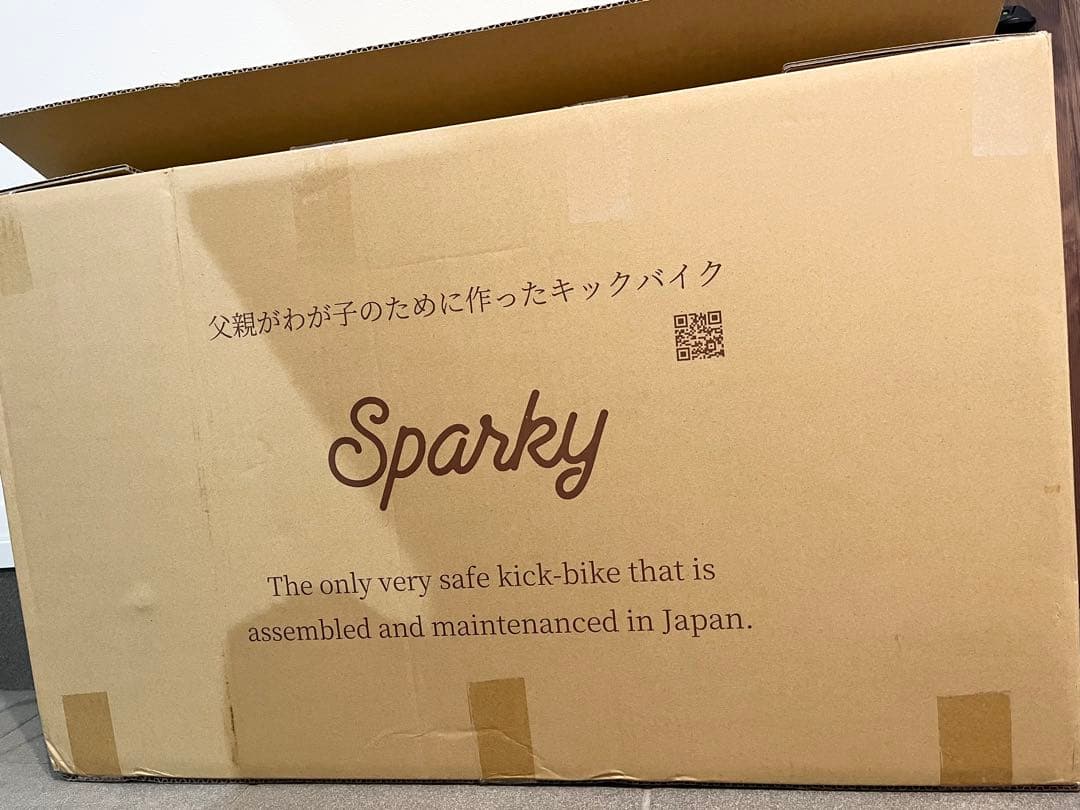 父親がわが子のために作ったキックバイク
Sparky
The only very safe kick-bike that is
assembled and maintenanced in Japan.